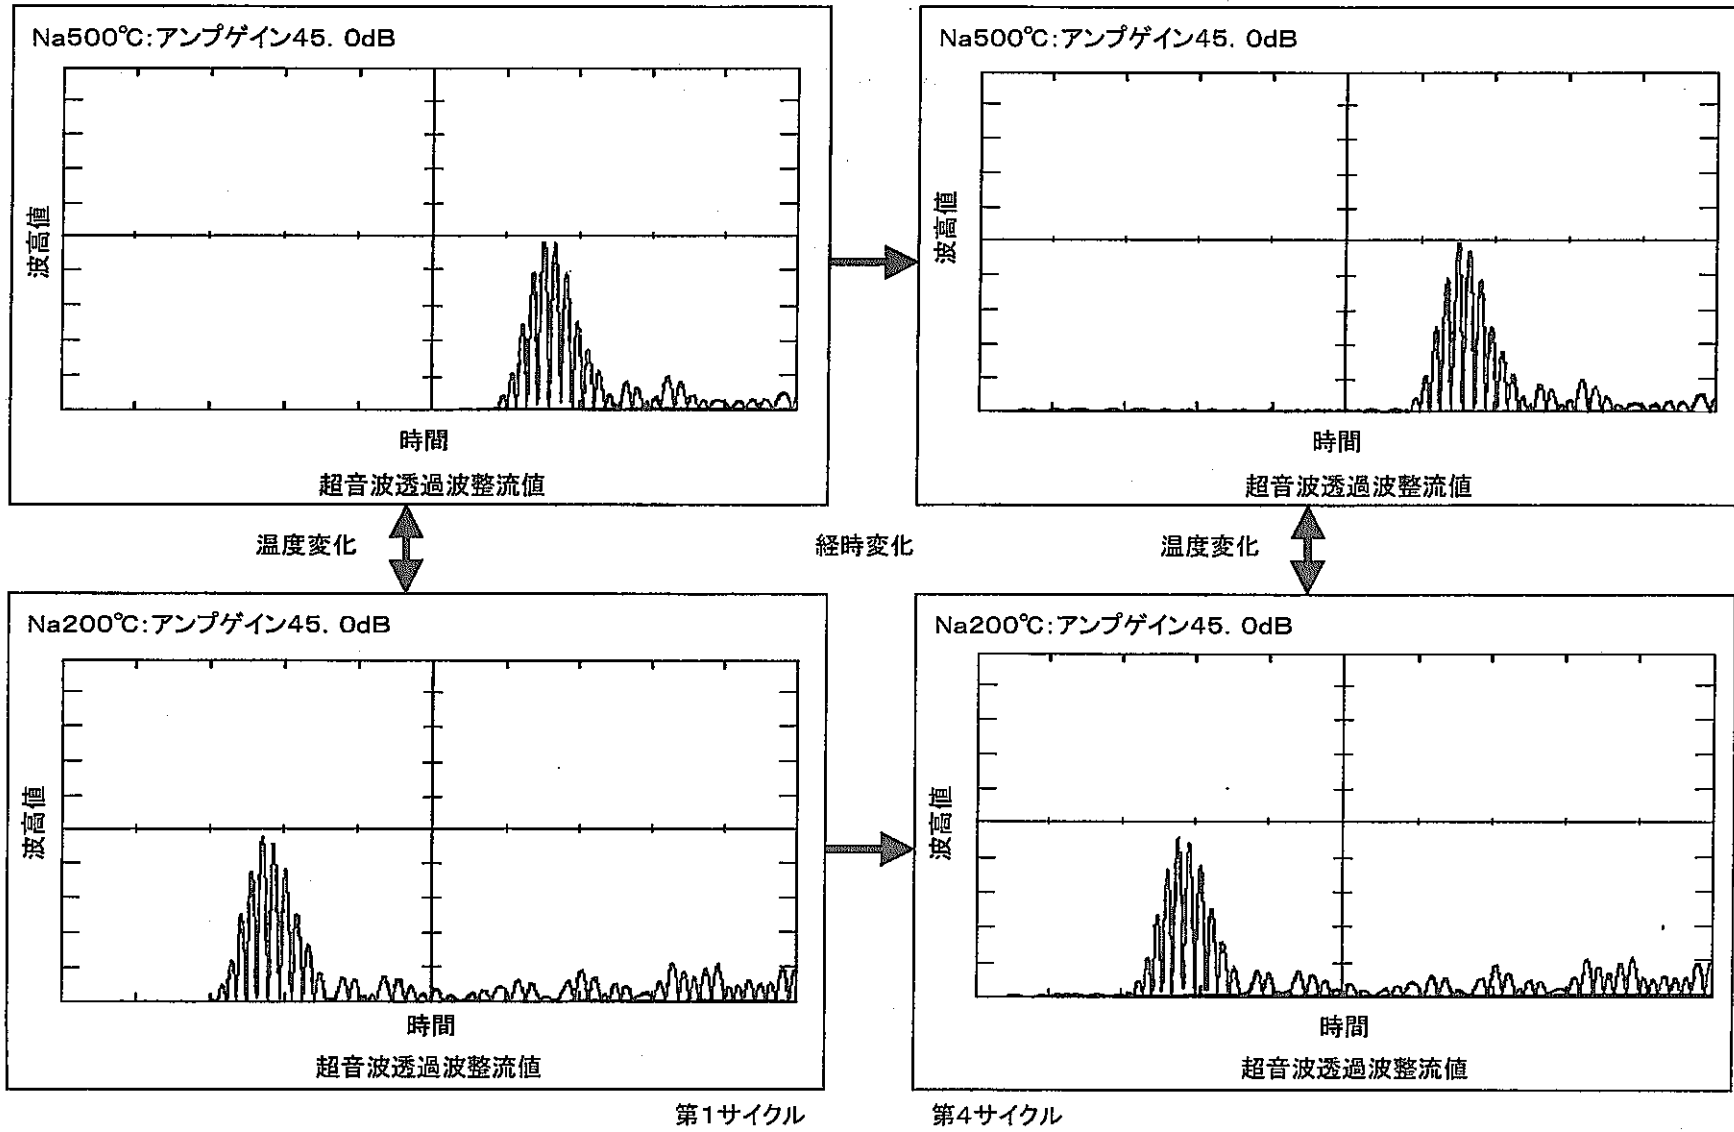 Na500℃:アンプゲイン45. 0dB
波高値
時間
超音波透過波整流値
Na500℃:アンプゲイン45. 0dB
波高値
時間
超音波透過波整流値
温度変化
経時変化
温度変化
Na200℃:アンプゲイン45. 0dB
波高値
時間
超音波透過波整流値
Na200℃:アンプゲイン45. 0dB
波高値
時間
超音波透過波整流値
第1サイクル
第4サイクル